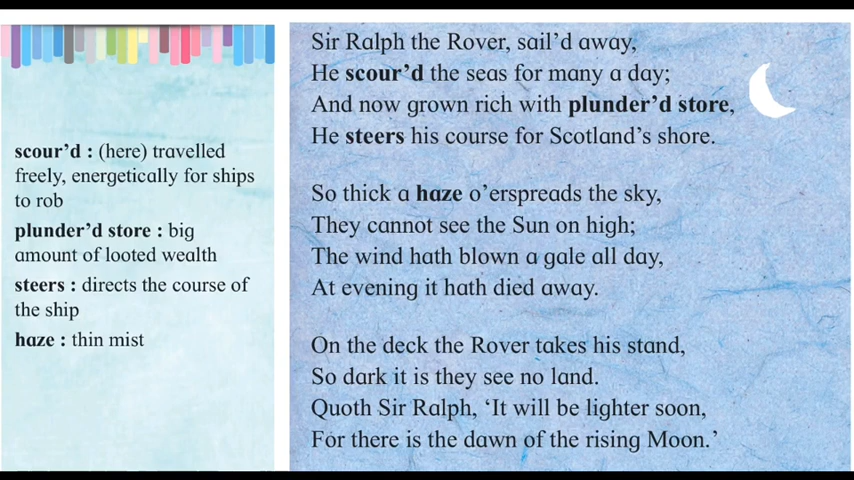 scour'd : (here) travelled
freely, energetically for ships
to rob
plunder'd store : big
amount of looted wealth
steers : directs the course of
the ship
haze : thin mist
Sir Ralph the Rover, sail'd away,
He scour'd the seas for many a day;
And now grown rich with plunder'd store,
He steers his course for Scotland's shore.
So thick a haze o'erspreads the sky,
They cannot see the Sun on high;
The wind hath blown a gale all day,
At evening it hath died away.
On the deck the Rover takes his stand,
So dark it is they see no land.
Quoth Sir Ralph, 'It will be lighter soon,
For there is the dawn of the rising Moon.'